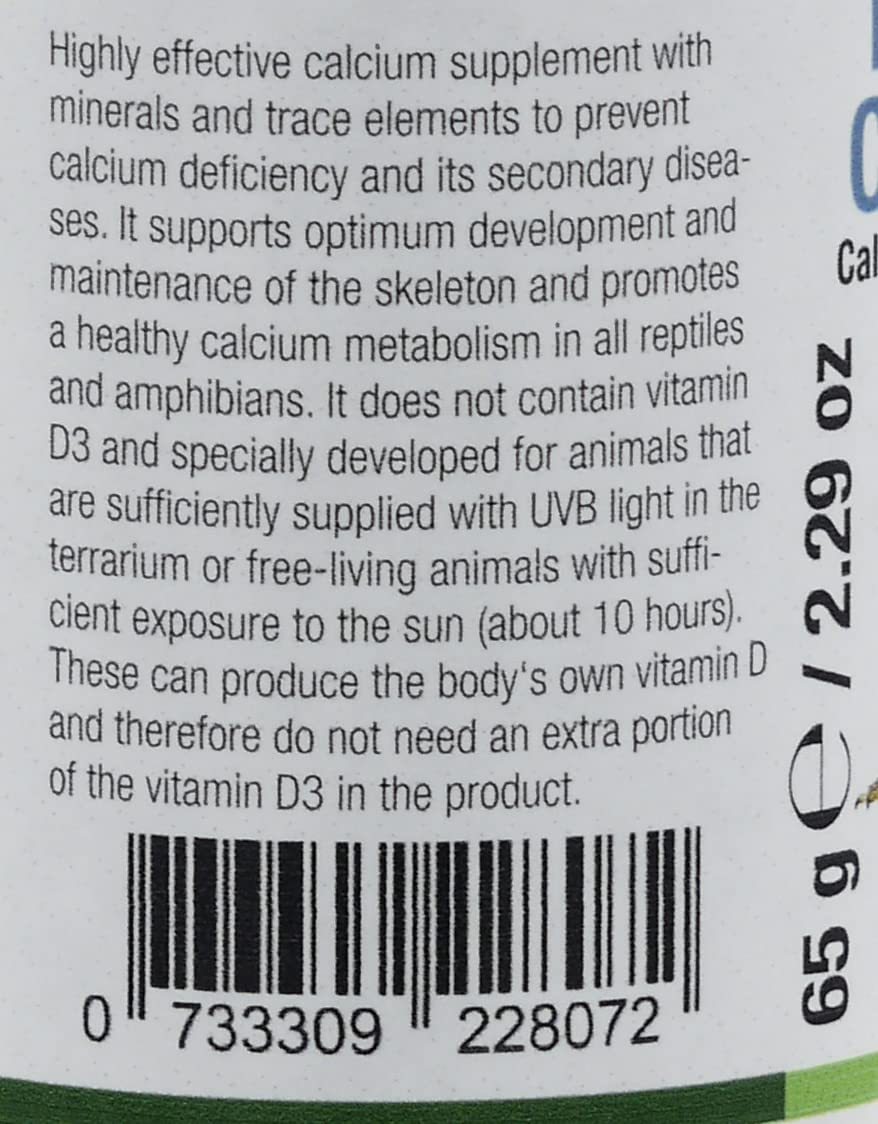 Highly effective calcium supplement with
minerals and trace elements to prevent
calcium deficiency and its secondary disea-
ses. It supports optimum development and
maintenance of the skeleton and promotes
a healthy calcium metabolism in all reptiles
and amphibians. It does not contain vitamin
D3 and specially developed for animals that
are sufficiently supplied with UVB light in the
terrarium or free-living animals with suffi-
cient exposure to the sun (about 10 hours).
These can produce the body's own vitamin D
and therefore do not need an extra portion
of the vitamin D3 in the product.
0 733309 228072
65 g ℮ / 2.29 oz